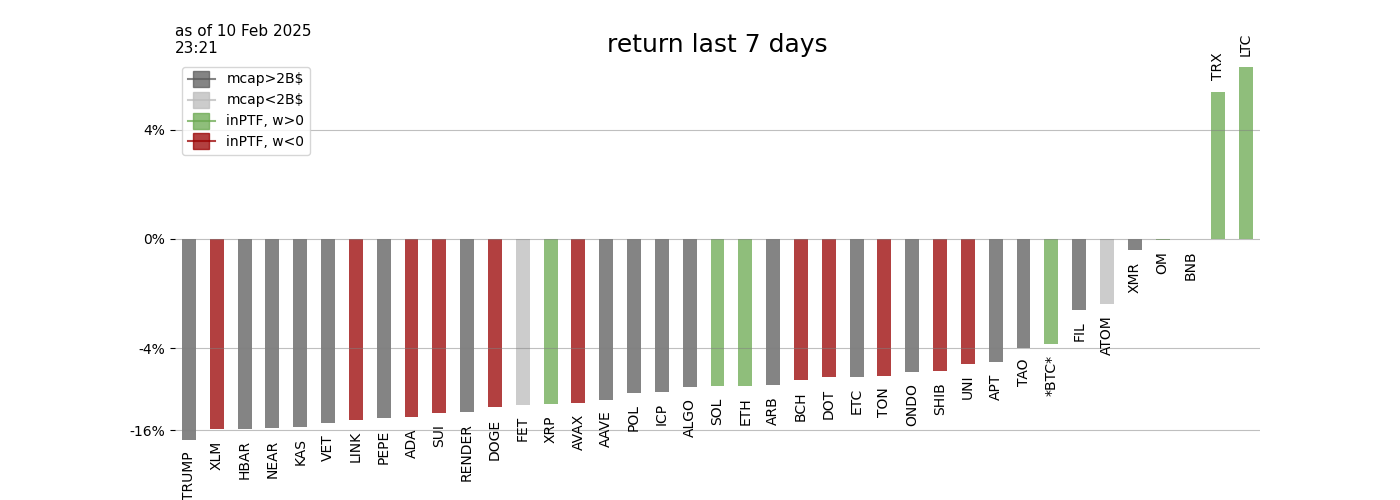 as of 10 Feb 2025
23:21
return last 7 days
mcap>2B$
mcap<2B$
inPTF, w>0
inPTF, w<0
4%
0%
-4%
-16%
TRUMP
XLM
HBAR
NEAR
KAS
VET
LINK
PEPE
ADA
SUI
RENDER
DOGE
FET
XRP
AVAX
AAVE
POL
ICP
ALGO
SOL
ETH
ARB
BCH
DOT
ETC
TON
ONDO
SHIB
UNI
APT
TAO
*BTC*
FIL
ATOM
XMR
OM
BNB
TRX
LTC